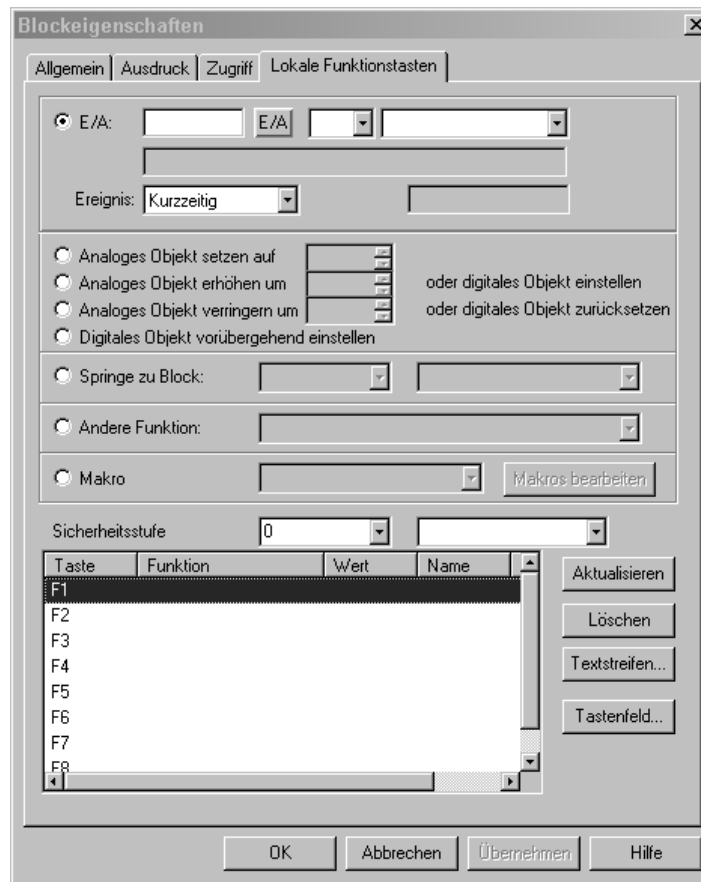 Blockeigenschaften
Allgemein Ausdruck Zugriff Lokale Funktionstasten
E/A: E/A
Ereignis: Kurzzeitig
Analoges Objekt setzen auf
Analoges Objekt erhöhen um oder digitales Objekt einstellen
Analoges Objekt verringern um oder digitales Objekt zurücksetzen
Digitales Objekt vorübergehend einstellen
Springe zu Block:
Andere Funktion:
Makro Makros bearbeiten
Sicherheitsstufe 0
Taste Funktion Wert Name
F1
F2
F3
F4
F5
F6
F7
F8
Aktualisieren
Löschen
Textstreifen...
Tastenfeld...
OK Abbrechen Übernehmen Hilfe